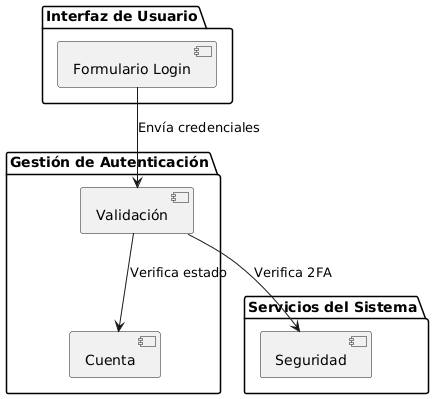 Interfaz de Usuario
Formulario Login
Envía credenciales
Gestión de Autenticación
Validación
Verifica estado
Verifica 2FA
Servicios del Sistema
Cuenta
Seguridad